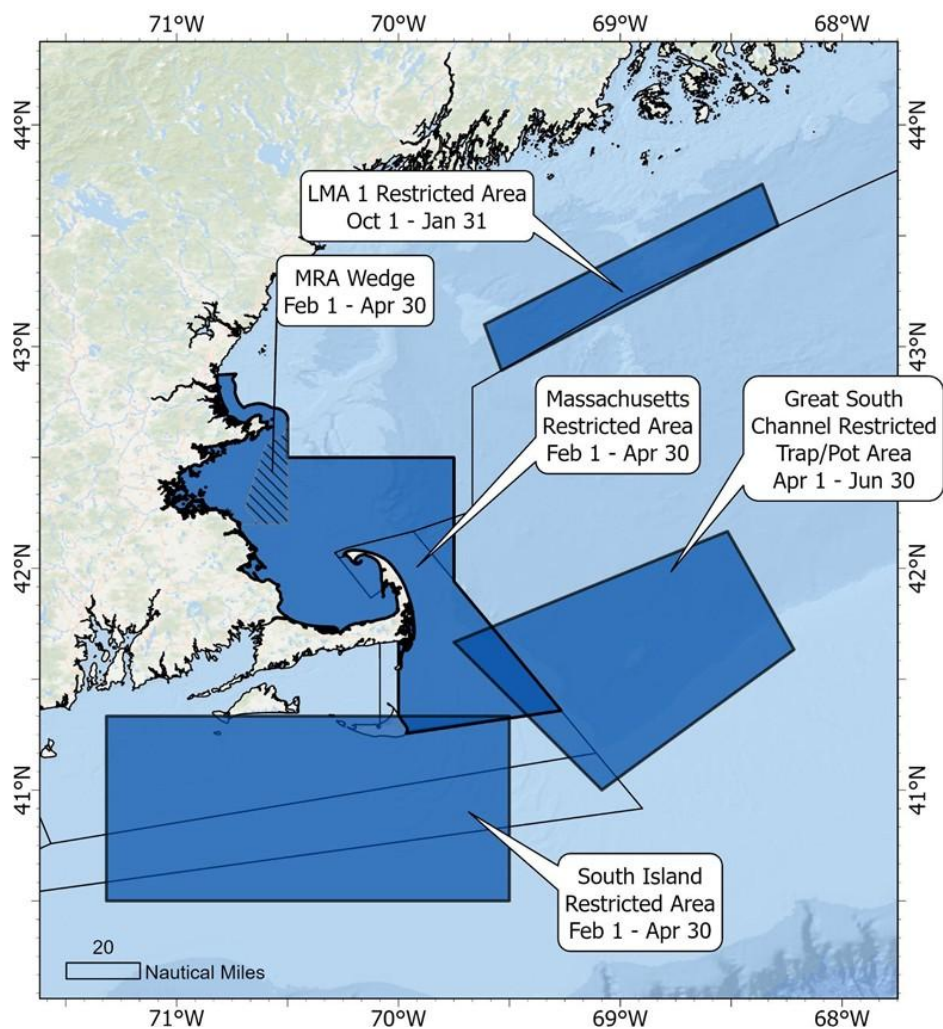 71°W
70°W
69°W
68°W
44°N
44°N
LMA 1 Restricted Area
Oct 1 - Jan 31
MRA Wedge
Feb 1 - Apr 30
43°N
43°N
Massachusetts
Restricted Area
Feb 1 - Apr 30
Great South
Channel Restricted
Trap/Pot Area
Apr 1 - Jun 30
42°N
42°N
41°N
41°N
South Island
Restricted Area
Feb 1 - Apr 30
20
Nautical Miles
71°W
70°W
69°W
68°W